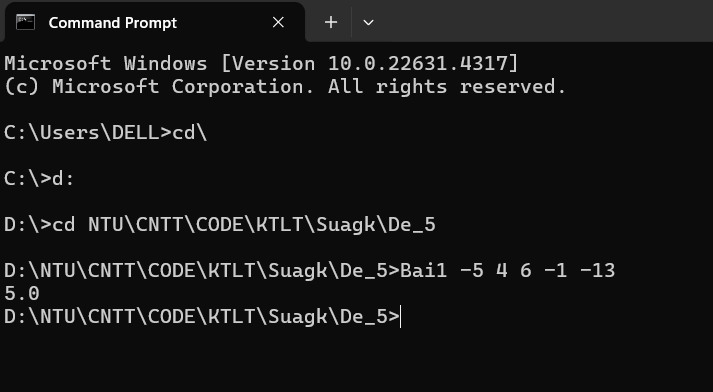 Command Prompt
Microsoft Windows [Version 10.0.22631.4317]
(c) Microsoft Corporation. All rights reserved.
C:\Users\DELL>cd\
C:\>d:
D:\>cd NTU\CNTT\CODE\KTLT\Suagk\De_5
D:\NTU\CNTT\CODE\KTLT\Suagk\De_5>Bai1 -5 4 6 -1 -13
5.0
D:\NTU\CNTT\CODE\KTLT\Suagk\De_5>